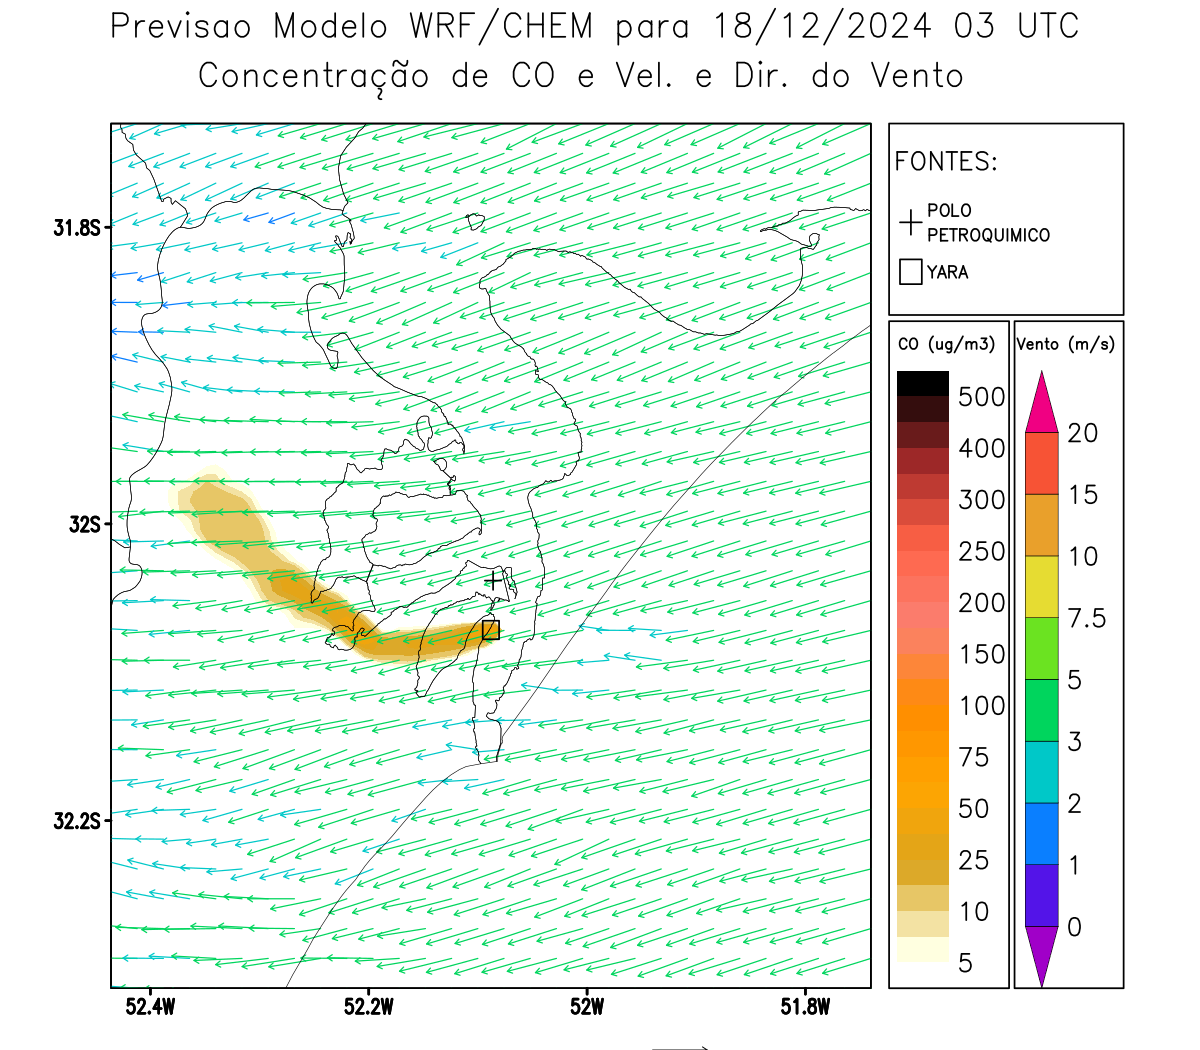 Previsao Modelo WRF/CHEM para 18/12/2024 03 UTC
Concentração de CO e Vel. e Dir. do Vento
FONTES:
POLO
PETROQUIMICO
YARA
CO (ug/m3)
500
400
300
250
200
150
100
75
50
25
10
5
Vento (m/s)
20
15
10
7.5
5
3
2
1
0
31.8S
32S
32.2S
52.4W
52.2W
52W
51.8W